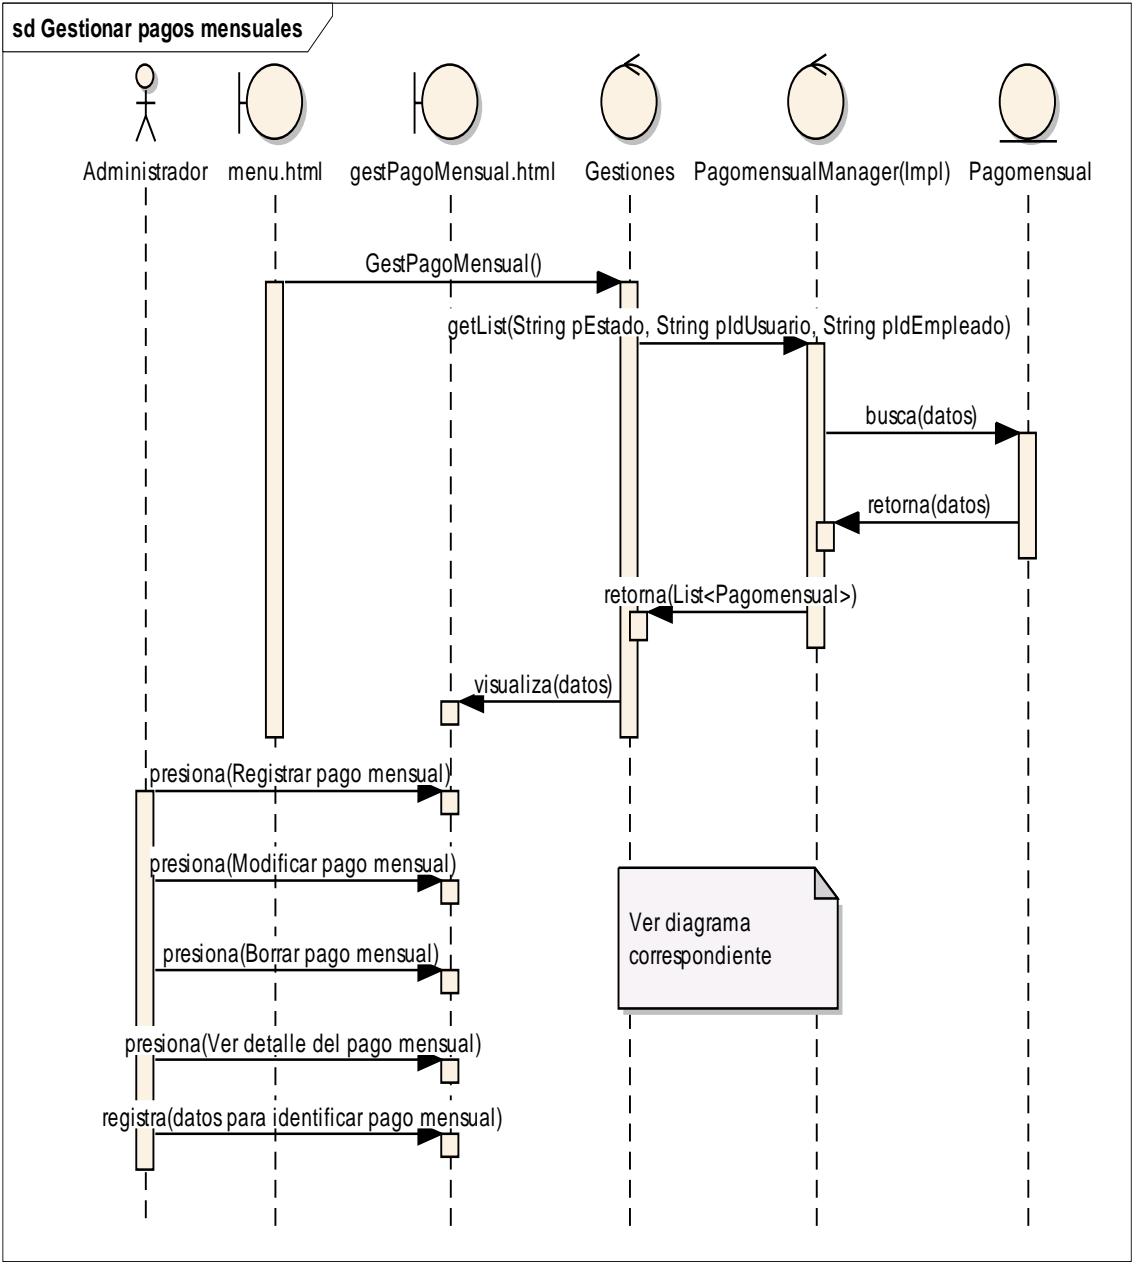 sd Gestionar pagos mensuales
Administrador
menu.html
gestPagoMensual.html
Gestiones
PagomensualManager(Impl)
Pagomensual
GestPagoMensual()
getList(String pEstado, String pIdUsuario, String pIdEmpleado)
busca(datos)
retorna(datos)
retorna(List<Pagomensual>)
visualiza(datos)
presiona(Registrar pago mensual)
presiona(Modificar pago mensual)
Ver diagrama
correspondiente
presiona(Borrar pago mensual)
presiona(Ver detalle del pago mensual)
registra(datos para identificar pago mensual)